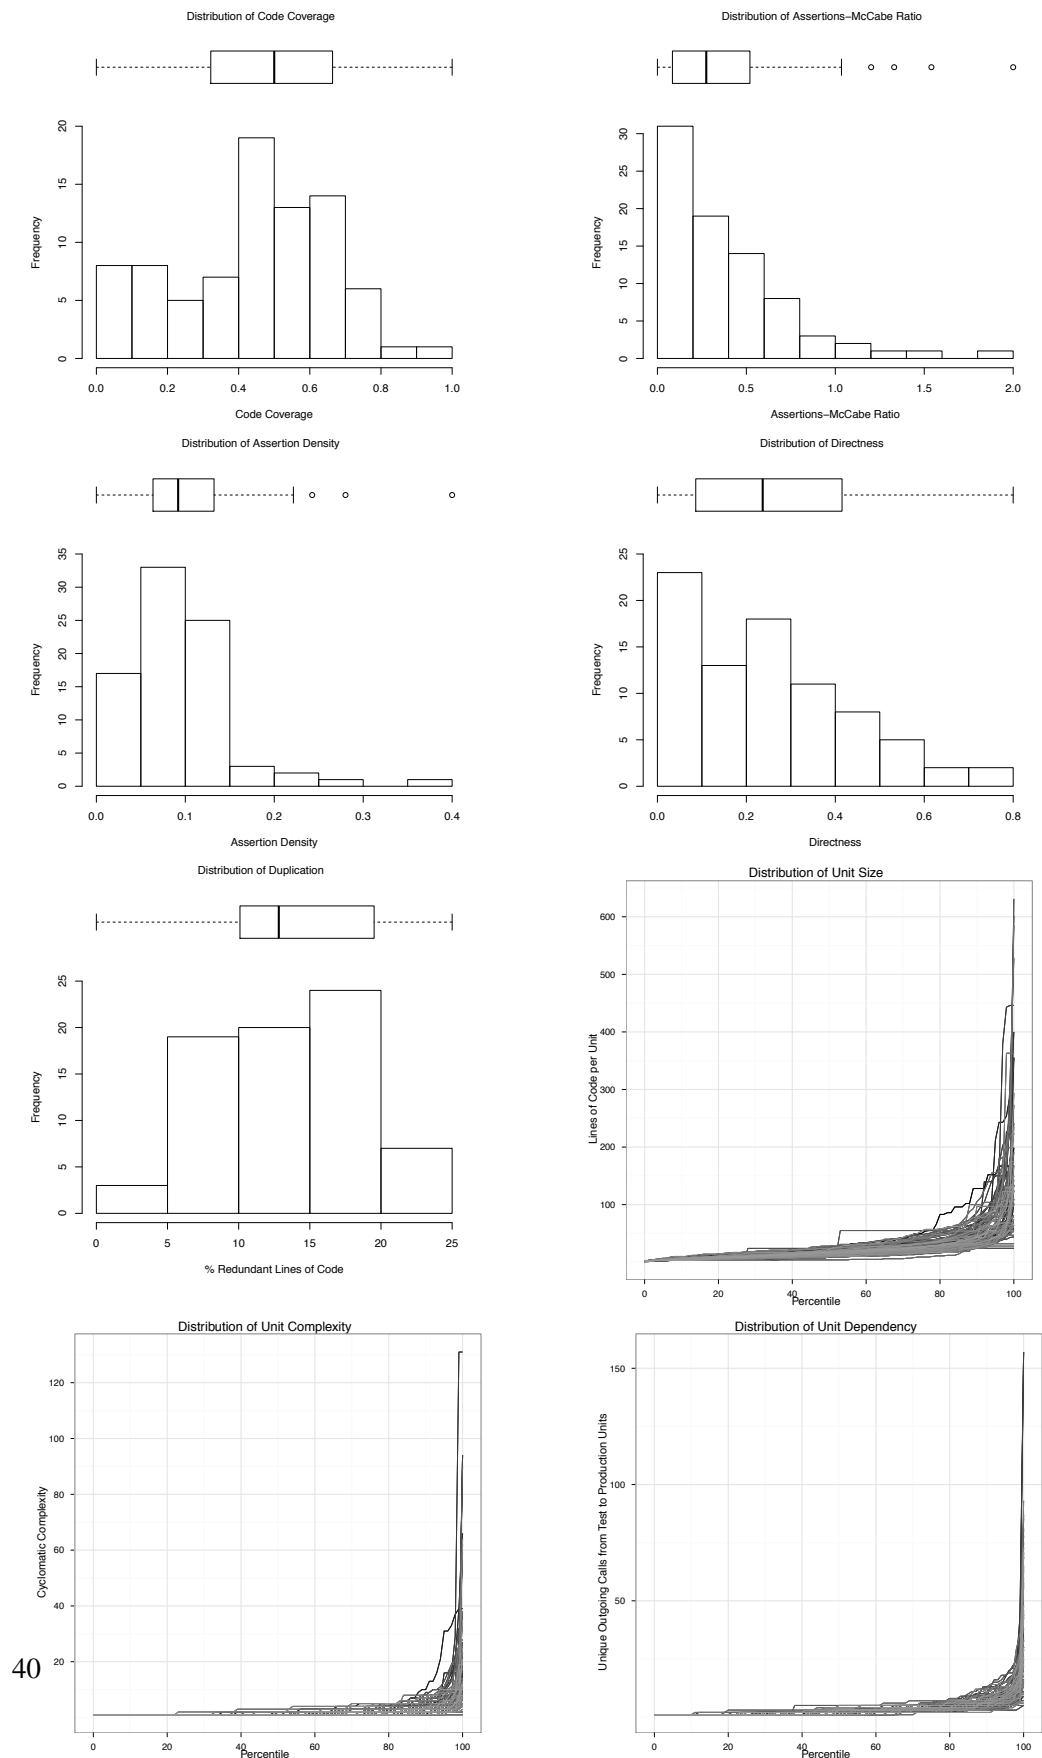 Distribution of Code Coverage
Frequency
20
15
10
5
0
0.0 0.2 0.4 0.6 0.8 1.0
Code Coverage
Distribution of Assertions−McCabe Ratio
Frequency
30
25
20
15
10
5
0
0.0 0.5 1.0 1.5 2.0
Assertions−McCabe Ratio
Distribution of Assertion Density
Frequency
35
30
25
20
15
10
5
0
0.0 0.1 0.2 0.3 0.4
Assertion Density
Distribution of Directness
Frequency
25
20
15
10
5
0
0.0 0.2 0.4 0.6 0.8
Directness
Distribution of Duplication
Frequency
25
20
15
10
5
0
0 5 10 15 20 25
% Redundant Lines of Code
Distribution of Unit Size
Lines of Code per Unit
600
500
400
300
200
100
0 20 40 60 80 100
Percentile
Distribution of Unit Complexity
Cyclomatic Complexity
120
100
80
60
40
20
0 20 40 60 80 100
Percentile
Distribution of Unit Dependency
Unique Outgoing Calls from Test to Production Units
150
100
50
0 20 40 60 80 100
Percentile
40